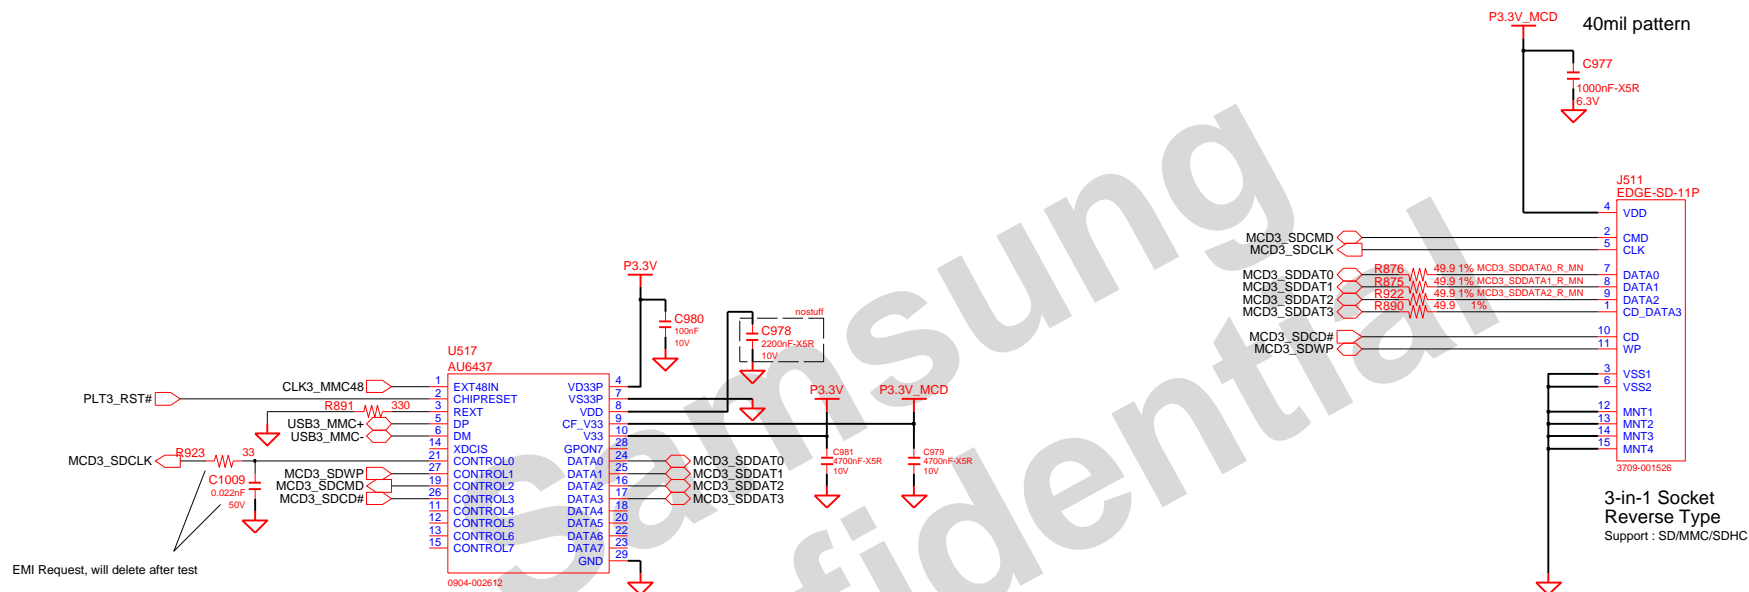 P3.3V_MCD
40mil pattern
C977
1000nF-X5R
6.3V
J511
EDGE-SD-11P
4 VDD
MCD3_SDCMD 2 CMD
MCD3_SDCLK 5 CLK
MCD3_SDDAT0 R876 49.9 1% MCD3_SDDATA0_R_MN 7 DATA0
MCD3_SDDAT1 R875 49.9 1% MCD3_SDDATA1_R_MN 8 DATA1
MCD3_SDDAT2 R922 49.9 1% MCD3_SDDATA2_R_MN 9 DATA2
MCD3_SDDAT3 R890 49.9 1% 1 CD_DATA3
MCD3_SDCD# 10 CD
MCD3_SDWP 11 WP
3 VSS1
6 VSS2
12 MNT1
13 MNT2
14 MNT3
15 MNT4
3709-001526
3-in-1 Socket
Reverse Type
Support : SD/MMC/SDHC
P3.3V
C980
100nF
10V
nostuff
C978
2200nF-X5R
10V
P3.3V
P3.3V_MCD
C981
4700nF-X5R
10V
C979
4700nF-X5R
10V
U517
AU6437
CLK3_MMC48 1 EXT48IN VD33P 4
PLT3_RST# 2 CHIPRESET VS33P 7
R891 330 3 REXT VDD 8
USB3_MMC+ 5 DP CF_V33 9
USB3_MMC- 6 DM V33 10
14 XDCIS GPON7 28
MCD3_SDCLK R923 33 21 CONTROL0 DATA0 24 MCD3_SDDAT0
MCD3_SDWP 27 CONTROL1 DATA1 25 MCD3_SDDAT1
MCD3_SDCMD 19 CONTROL2 DATA2 16 MCD3_SDDAT2
MCD3_SDCD# 26 CONTROL3 DATA3 17 MCD3_SDDAT3
11 CONTROL4 DATA4 18
12 CONTROL5 DATA5 20
13 CONTROL6 DATA6 22
15 CONTROL7 DATA7 23
GND 29
0904-002612
C1009
0.022nF
50V
EMI Request, will delete after test
Samsung
Confidential